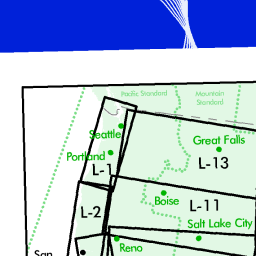 Pacific Standard
Mountain
Standard
Seattle
Great Falls
Portland
L-1
L-13
Boise
L-11
L-2
Salt Lake City
Reno
San